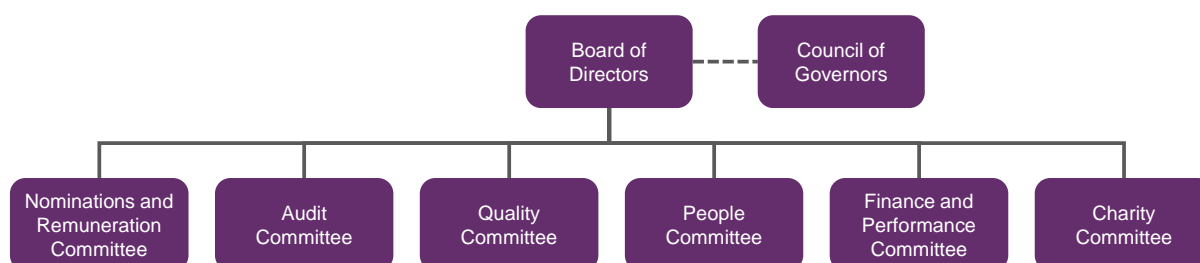 Board of
Directors
Council of
Governors
Nominations and
Remuneration
Committee
Audit
Committee
Quality
Committee
People
Committee
Finance and
Performance
Committee
Charity
Committee